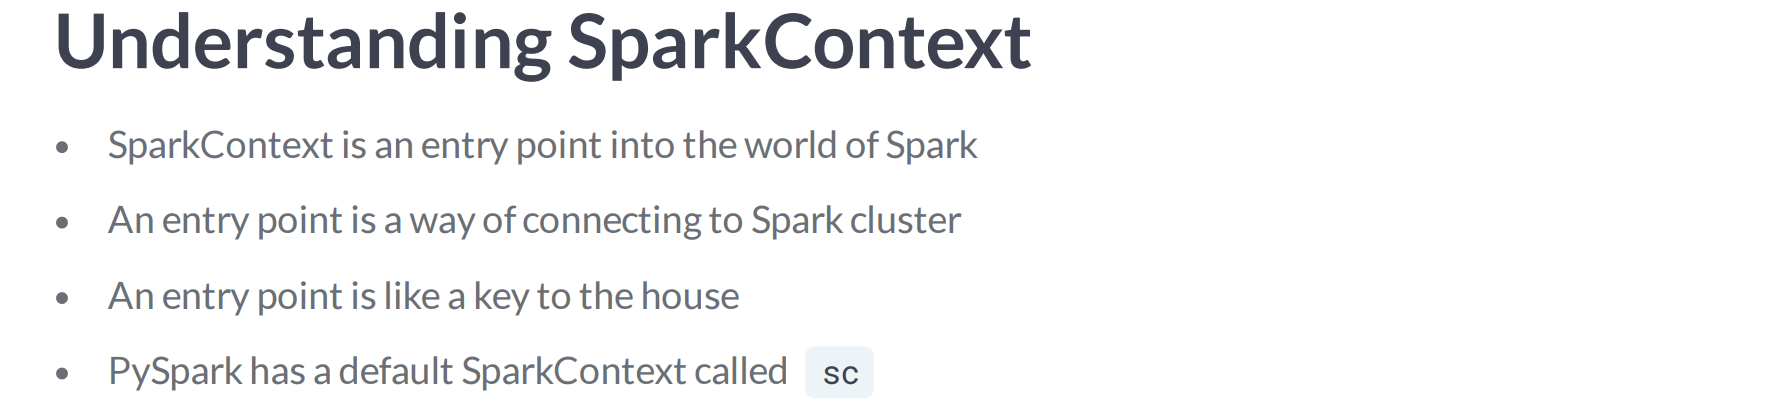 Understanding SparkContext
• SparkContext is an entry point into the world of Spark
• An entry point is a way of connecting to Spark cluster
• An entry point is like a key to the house
• PySpark has a default SparkContext called sc